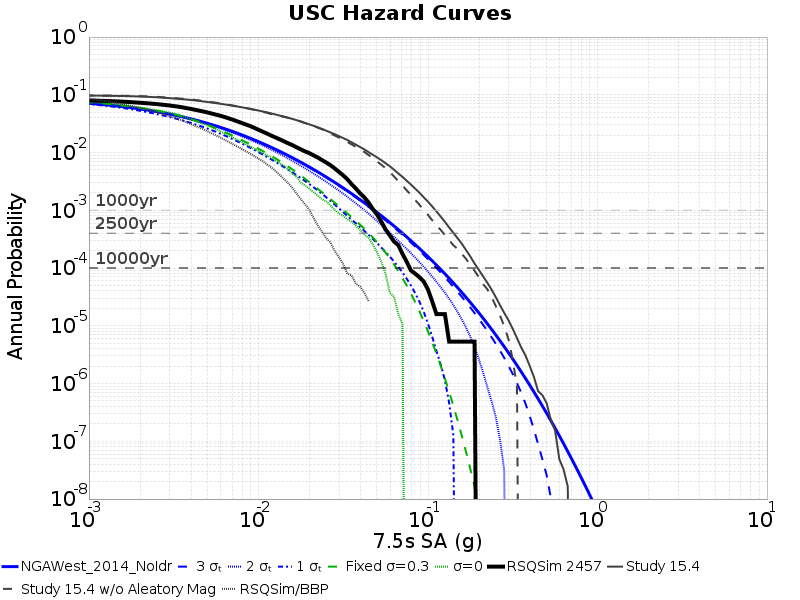 USC Hazard Curves
Annual Probability
10^0
10^-1
10^-2
10^-3
10^-4
10^-5
10^-6
10^-7
10^-8
1000yr
2500yr
10000yr
10^-3 10^-2 10^-1 10^0 10^1
7.5s SA (g)
NGAWest_2014_NoIdr 3 σₜ 2 σₜ 1 σₜ Fixed σ=0.3 σ=0 RSQSim 2457 Study 15.4
Study 15.4 w/o Aleatory Mag RSQSim/BBP